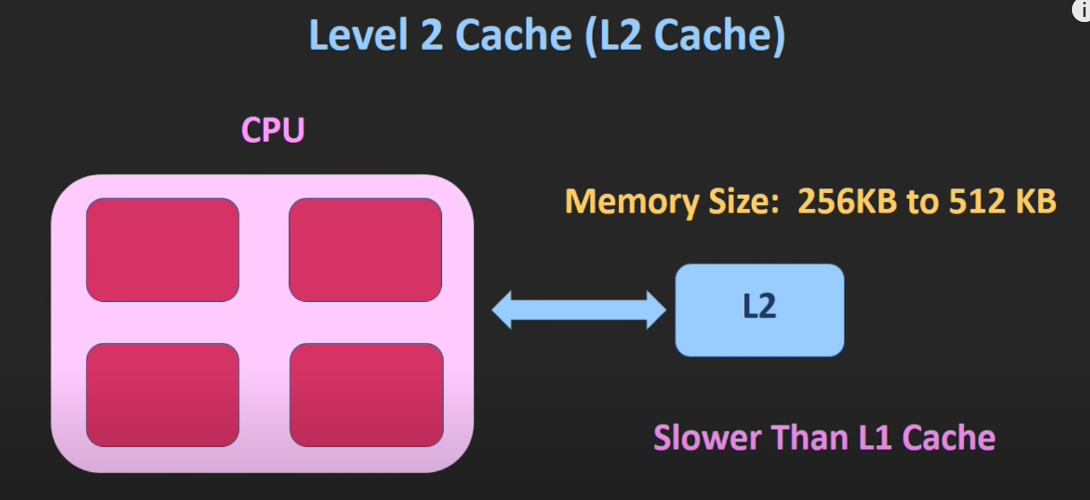 Level 2 Cache (L2 Cache)
CPU
Memory Size:  256KB to 512 KB
L2
Slower Than L1 Cache
i